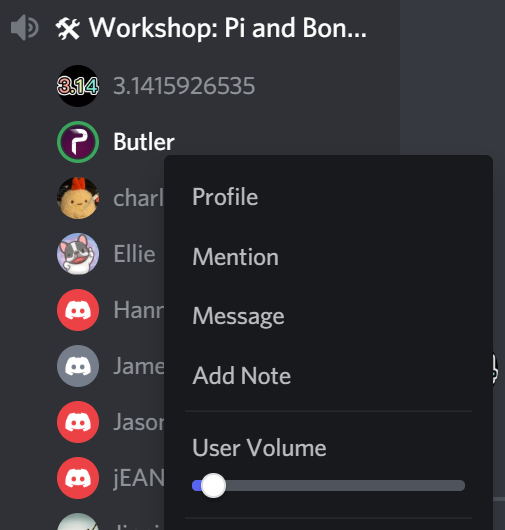 🛠 Workshop: Pi and Bon...
3.14
3.1415926535
Butler
charl
Profile
Ellie
Mention
Hann
Message
Jame
Add Note
Jason
User Volume
jEAN